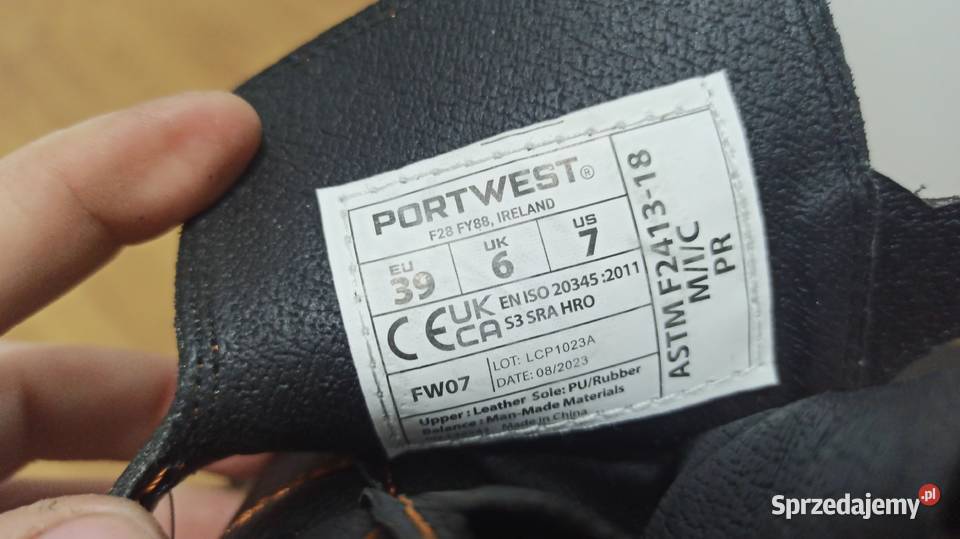 PORTWEST®
F28 FY88, IRELAND
EU 39
UK 6
US 7
CE UKCA EN ISO 20345:2011
S3 SRA HRO
FW07
LOT: LCP1023A
DATE: 08/2023
Upper : Leather Sole: PU/Rubber
Balance : Man-Made Materials
Made in China
ASTM F2413-18
M/I/C
PR
Sprzedajemy.pl